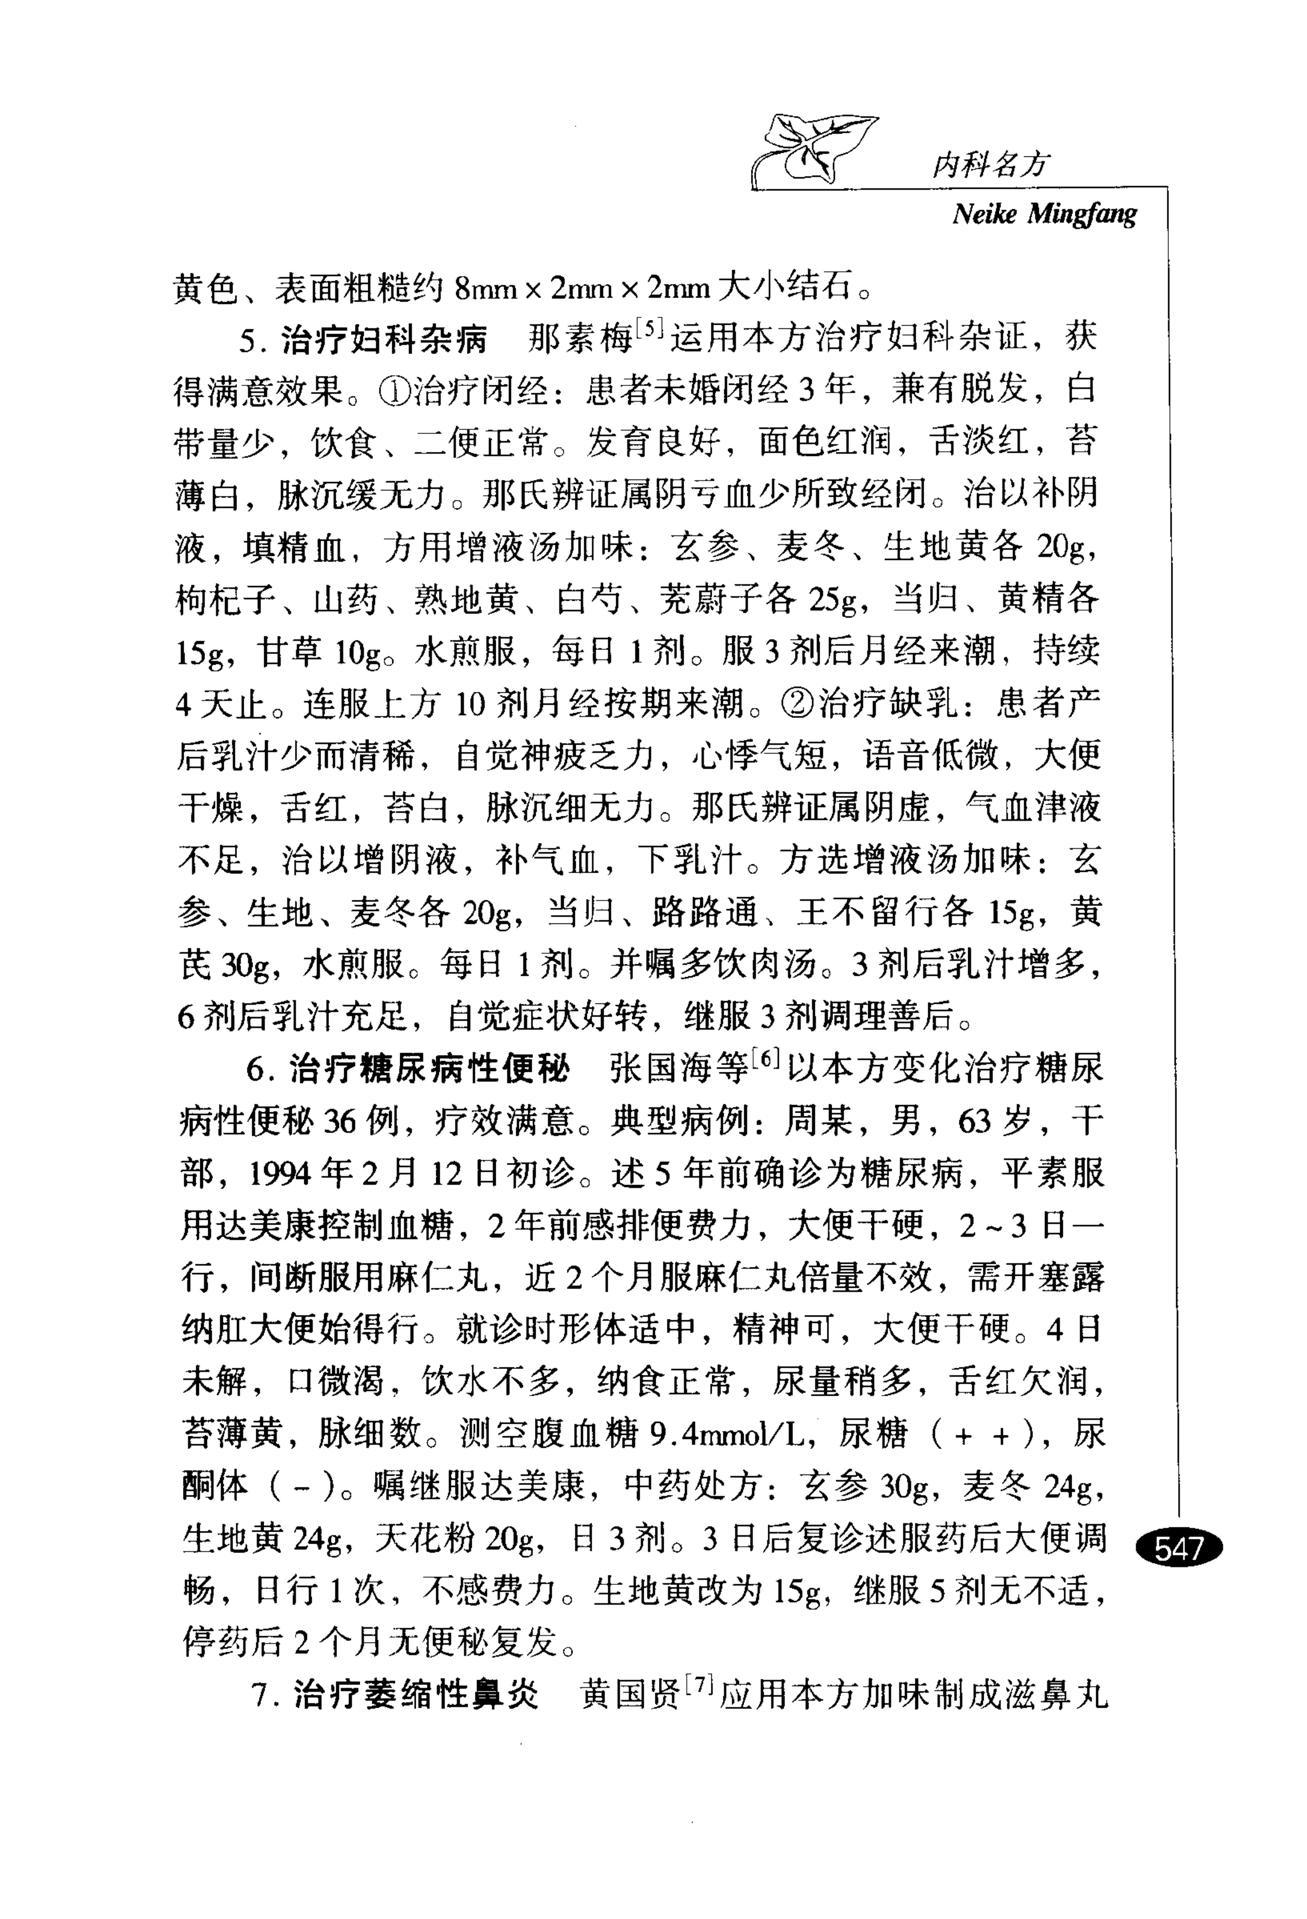 内科名方
Neike Mingfang
黄色、表面粗糙约 8mm × 2mm × 2mm 大小结石。
5. 治疗妇科杂病 那素梅[5]运用本方治疗妇科杂证，获
得满意效果。①治疗闭经：患者未婚闭经 3 年，兼有脱发，白
带量少，饮食、二便正常。发育良好，面色红润，舌淡红，苔
薄白，脉沉缓无力。那氏辨证属阴亏血少所致经闭。治以补阴
液，填精血，方用增液汤加味：玄参、麦冬、生地黄各 20g，
枸杞子、山药、熟地黄、白芍、茺蔚子各 25g，当归、黄精各
15g，甘草 10g。水煎服，每日 1 剂。服 3 剂后月经来潮，持续
4 天止。连服上方 10 剂月经按期来潮。②治疗缺乳：患者产
后乳汁少而清稀，自觉神疲乏力，心悸气短，语音低微，大便
干燥，舌红，苔白，脉沉细无力。那氏辨证属阴虚，气血津液
不足，治以增阴液，补气血，下乳汁。方选增液汤加味：玄
参、生地、麦冬各 20g，当归、路路通、王不留行各 15g，黄
芪 30g，水煎服。每日 1 剂。并嘱多饮肉汤。3 剂后乳汁增多，
6 剂后乳汁充足，自觉症状好转，继服 3 剂调理善后。
6. 治疗糖尿病性便秘 张国海等[6]以本方变化治疗糖尿
病性便秘 36 例，疗效满意。典型病例：周某，男，63 岁，干
部，1994 年 2 月 12 日初诊。述 5 年前确诊为糖尿病，平素服
用达美康控制血糖，2 年前感排便费力，大便干硬，2～3 日一
行，间断服用麻仁丸，近 2 个月服麻仁丸倍量不效，需开塞露
纳肛大便始得行。就诊时形体适中，精神可，大便干硬。4 日
未解，口微渴，饮水不多，纳食正常，尿量稍多，舌红欠润，
苔薄黄，脉细数。测空腹血糖 9.4mmol/L，尿糖（＋＋），尿
酮体（－）。嘱继服达美康，中药处方：玄参 30g，麦冬 24g，
生地黄 24g，天花粉 20g，日 3 剂。3 日后复诊述服药后大便调
畅，日行 1 次，不感费力。生地黄改为 15g，继服 5 剂无不适，
停药后 2 个月无便秘复发。
7. 治疗萎缩性鼻炎 黄国贤[7]应用本方加味制成滋鼻丸
547